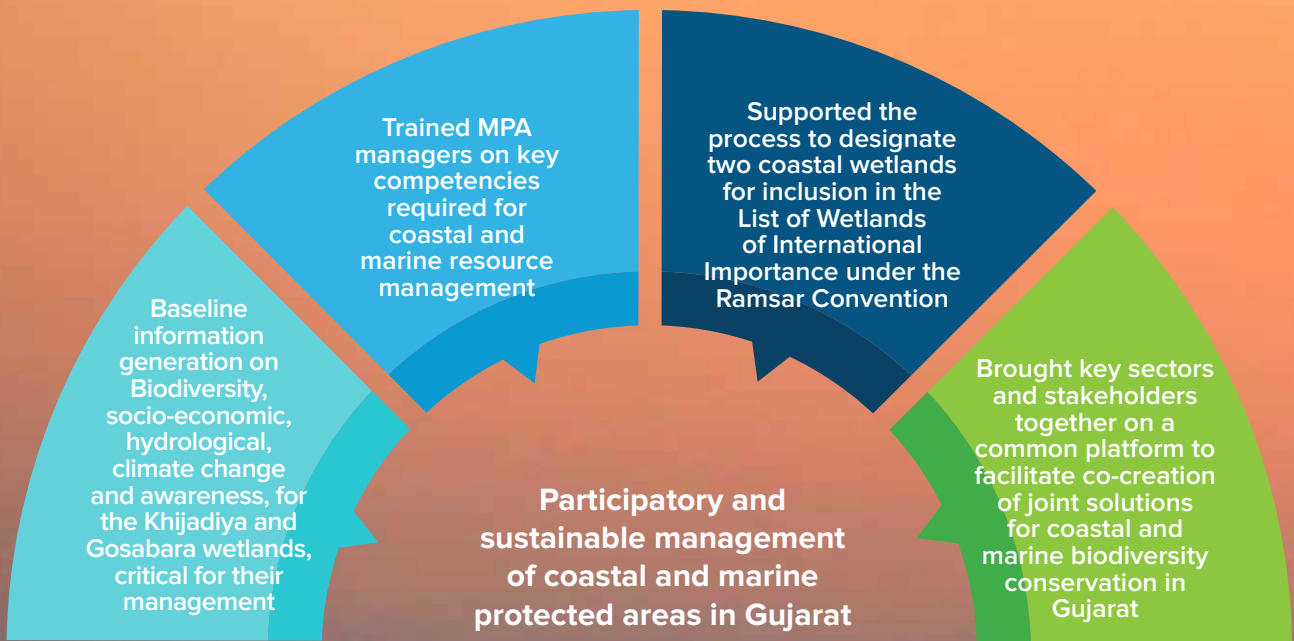 Baseline
information
generation on
Biodiversity,
socio-economic,
hydrological,
climate change
and awareness, for
the Khijadiya and
Gosabara wetlands,
critical for their
management
Trained MPA
managers on key
competencies
required for
coastal and
marine resource
management
Supported the
process to designate
two coastal wetlands
for inclusion in the
List of Wetlands
of International
Importance under the
Ramsar Convention
Brought key sectors
and stakeholders
together on a
common platform to
facilitate co-creation
of joint solutions
for coastal and
marine biodiversity
conservation in
Gujarat
Participatory and
sustainable management
of coastal and marine
protected areas in Gujarat